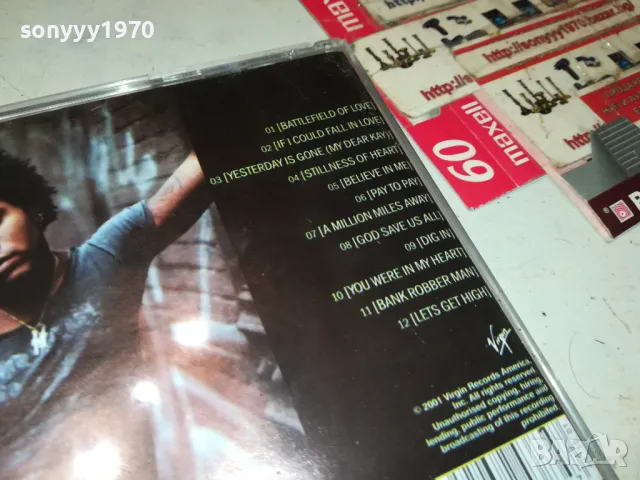 sonyyy1970
01 [BATTLEFIELD OF LOVE]
02 [IF I COULD FALL IN LOVE]
03 [YESTERDAY IS GONE (MY DEAR KAY)]
04 [STILLNESS OF HEART]
05 [BELIEVE IN ME]
06 [PAY TO PAY]
07 [A MILLION MILES AWAY]
08 [GOD SAVE US ALL]
09 [DIG IN]
10 [YOU WERE IN MY HEART]
11 [BANK ROBBER MAN]
12 [LETS GET HIGH]
Virgin
© 2001 Virgin Records America,
Inc. All rights reserved.
Unauthorised copying, hiring,
lending, public performance and
broadcasting of this recording
prohibited
maxell
http://sonyyy1970.bazar.bg/
http://
60
maxell
http://s
BAZAR